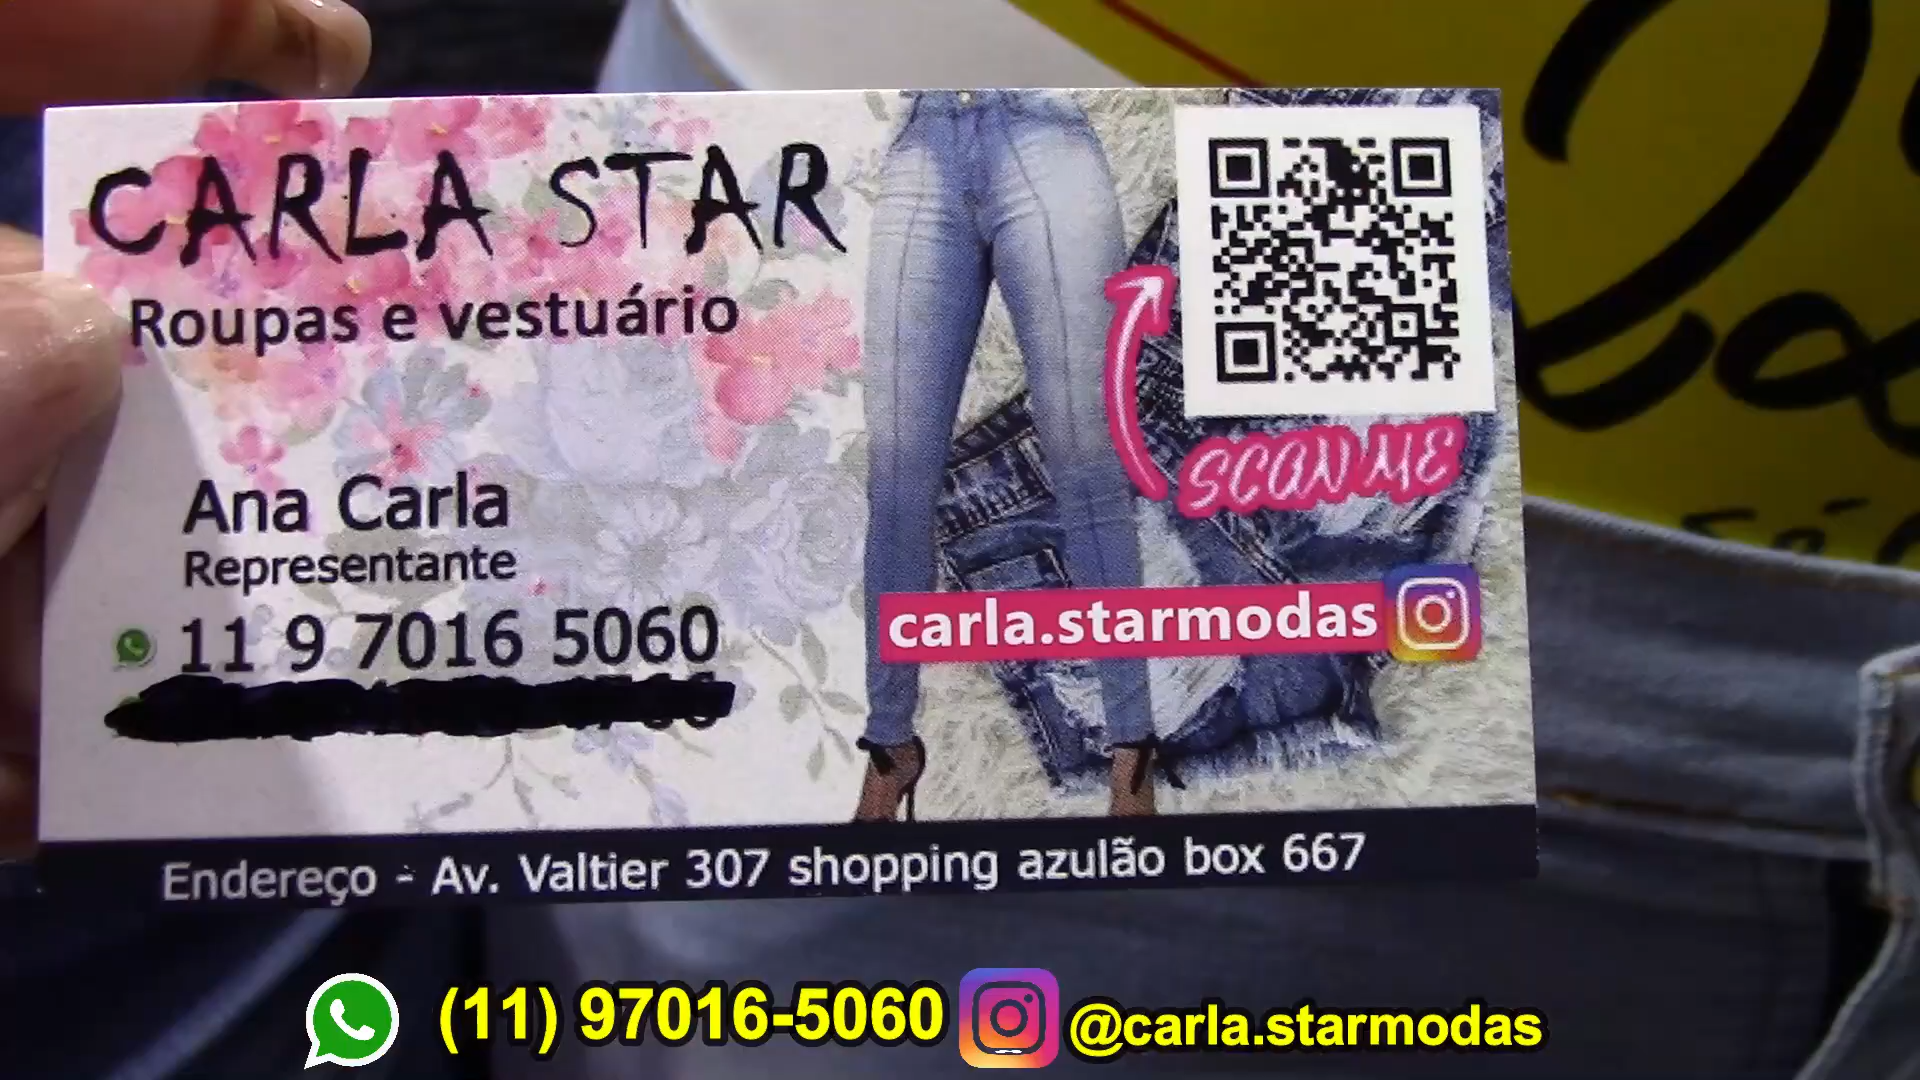 CARLA STAR
Roupas e vestuário
Ana Carla
Representante
11 9 7016 5060
SCAN ME
carla.starmodas
Endereço - Av. Valtier 307 shopping azulão box 667
(11) 97016-5060 @carla.starmodas